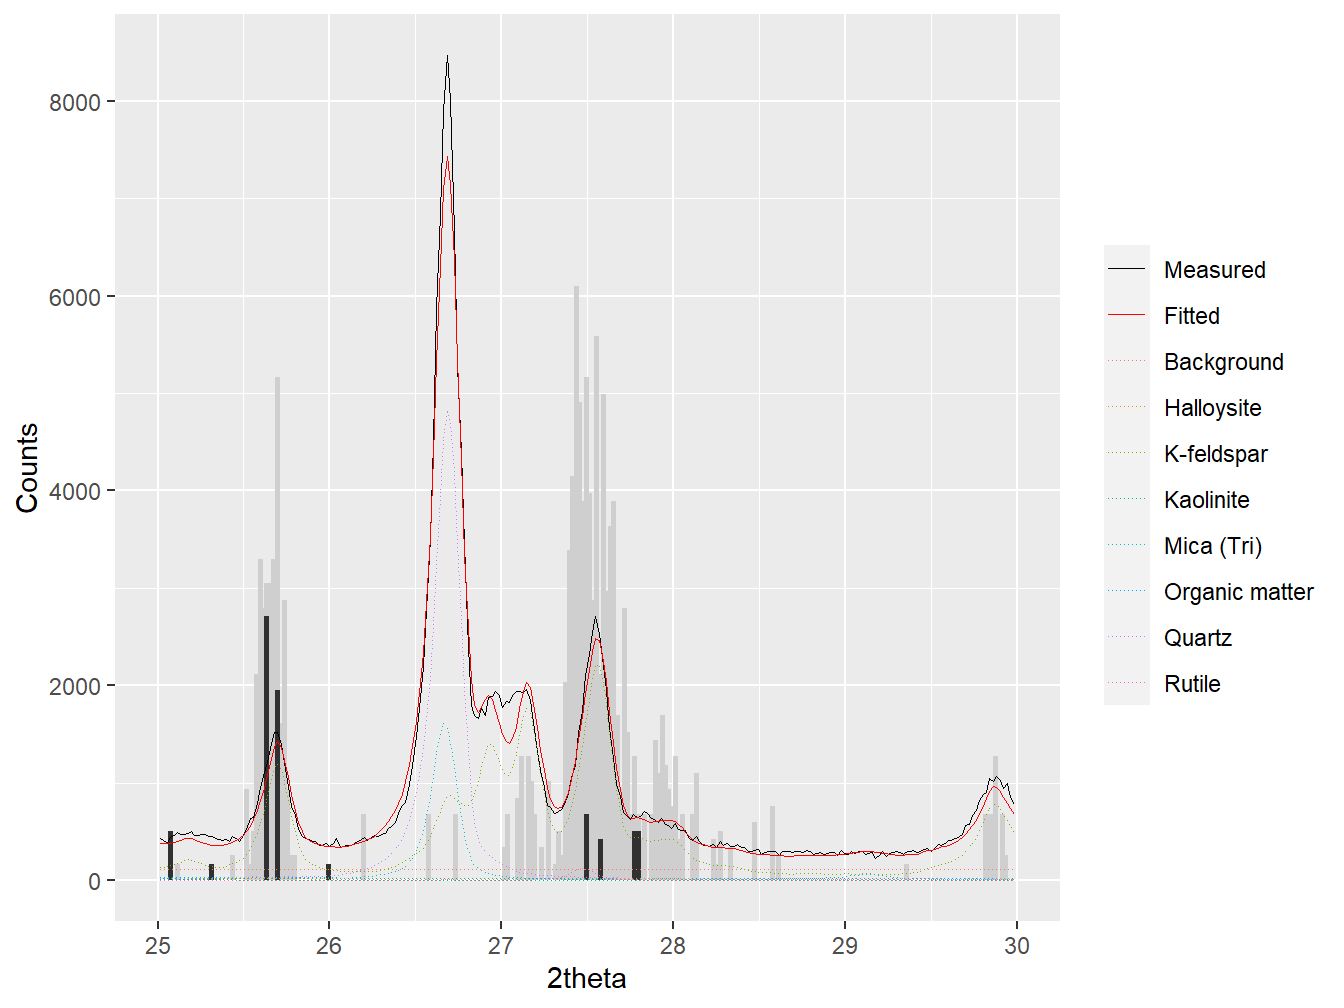 8000
6000
4000
2000
0
Counts
25
26
27
28
29
30
2theta
Measured
Fitted
Background
Halloysite
K-feldspar
Kaolinite
Mica (Tri)
Organic matter
Quartz
Rutile